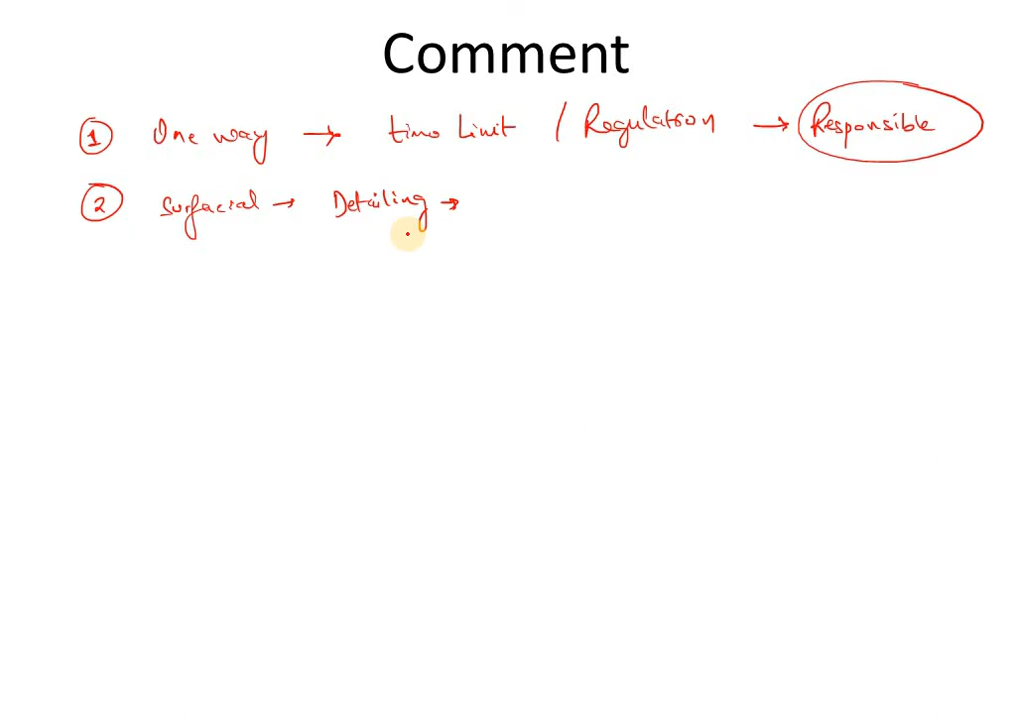 Comment
① One way → time Limit / Regulation → Responsible
② Surfacial → Detailing →